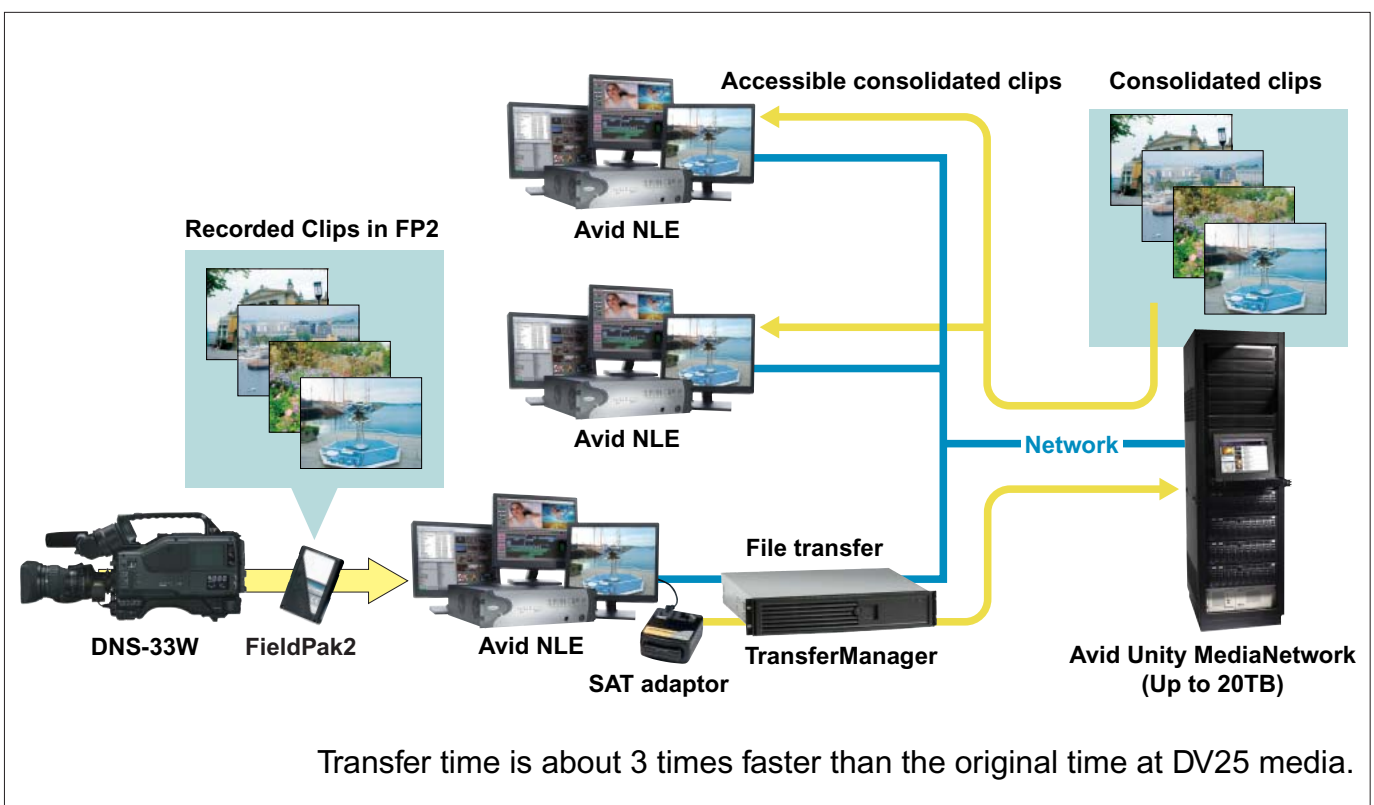 Accessible consolidated clips
Consolidated clips
Avid NLE
Recorded Clips in FP2
Avid NLE
Network
File transfer
DNS-33W
FieldPak2
Avid NLE
SAT adaptor
TransferManager
Avid Unity MediaNetwork
(Up to 20TB)
Transfer time is about 3 times faster than the original time at DV25 media.